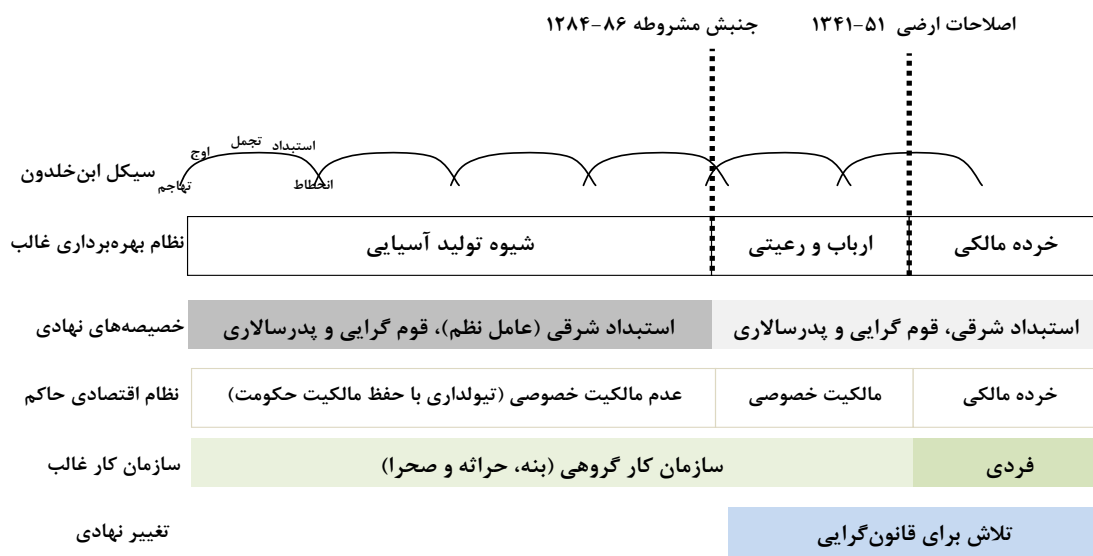 اصلاحات ارضی ۵۱-۱۳۴۱
جنبش مشروطه ۸۶-۱۲۸۴
سیکل ابن‌خلدون
تهاجم
اوج
تجمل
استبداد
انحطاط
نظام بهره‌برداری غالب
شیوه تولید آسیایی
ارباب و رعیتی
خرده مالکی
خصیصه‌های نهادی
استبداد شرقی (عامل نظم)، قوم گرایی و پدرسالاری
استبداد شرقی، قوم گرایی و پدرسالاری
نظام اقتصادی حاکم
عدم مالکیت خصوصی (تیولداری با حفظ مالکیت حکومت)
مالکیت خصوصی
خرده مالکی
سازمان کار غالب
سازمان کار گروهی (بنه، حراثه و صحرا)
فردی
تغییر نهادی
تلاش برای قانون‌گرایی